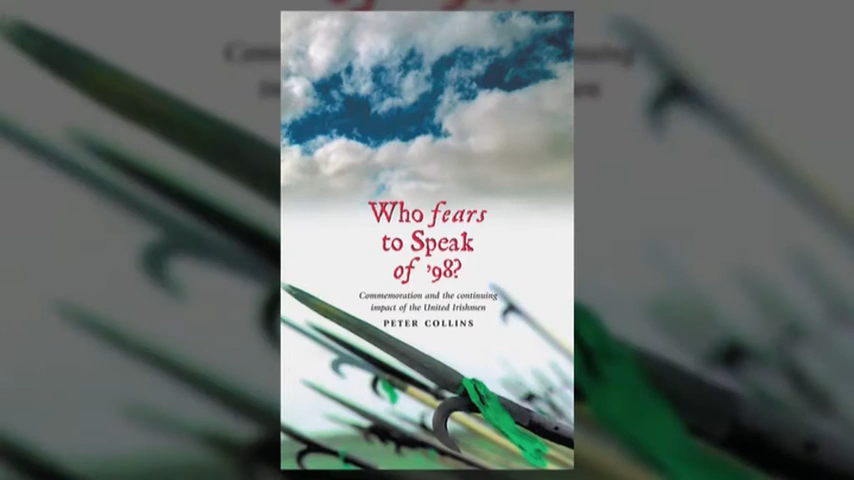 Who fears
to Speak
of '98?
Commemoration and the continuing
impact of the United Irishmen
PETER COLLINS